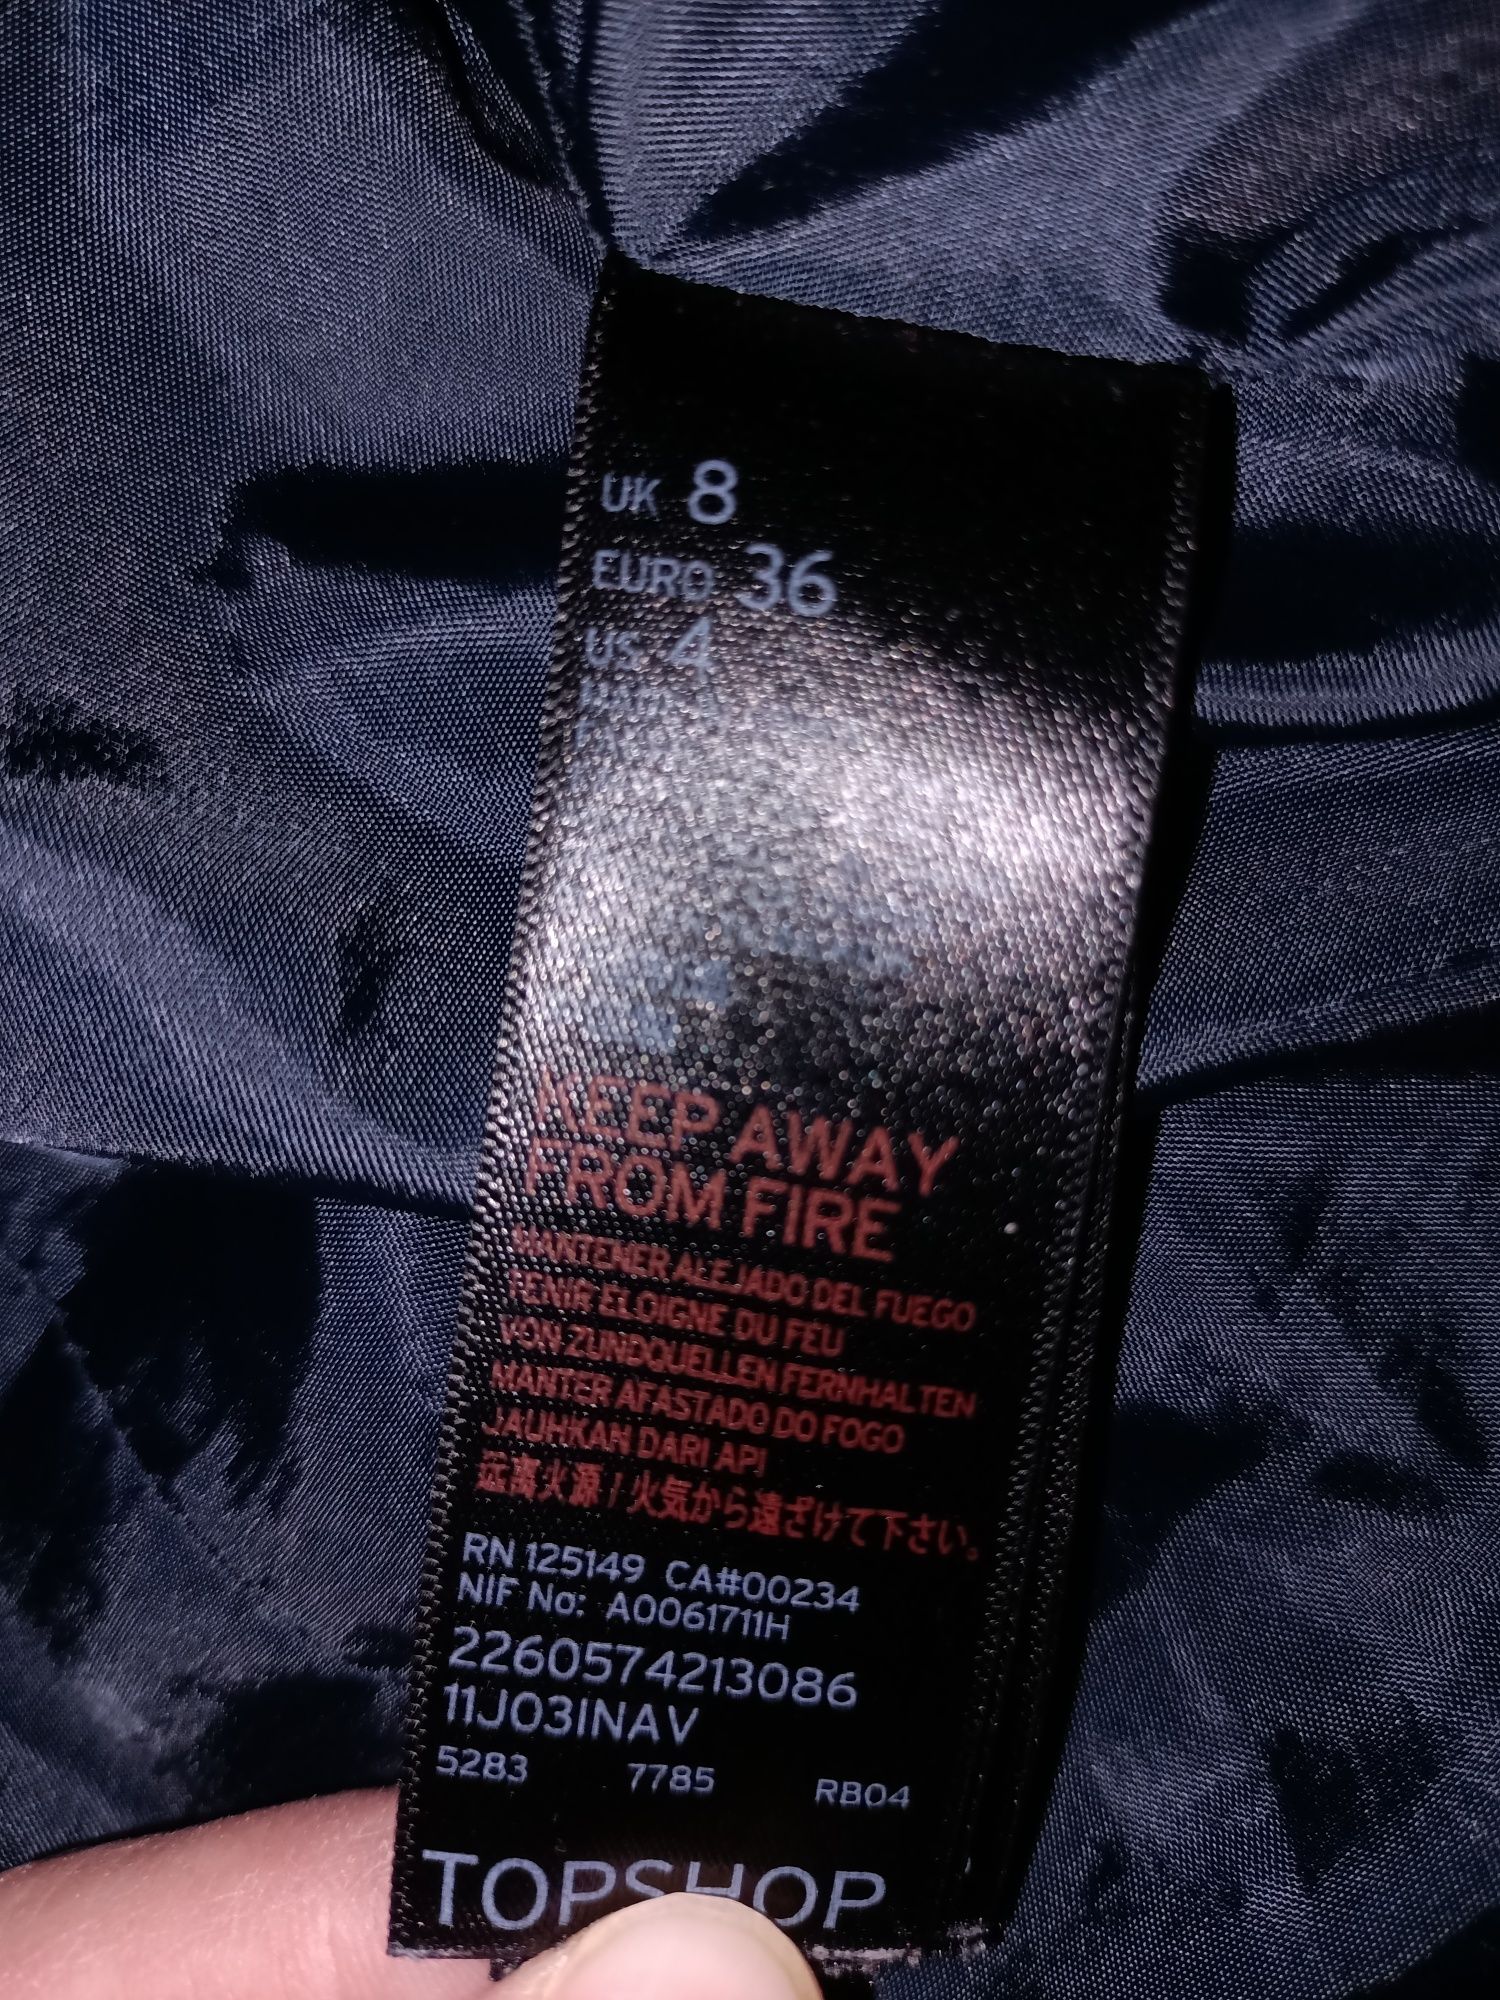 UK 8
EURO 36
US 4
KEEP AWAY
FROM FIRE
MANTENER ALEJADO DEL FUEGO
TENIR ELOIGNE DU FEU
VON ZUNDQUELLEN FERNHALTEN
MANTER AFASTADO DO FOGO
JAUHKAN DARI API
远离火源 / 火気から遠ざけて下さい。
RN 125149 CA#00234
NIF No: A0061711H
2260574213086
11J03INAV
5283 7785 RB04
TOPSHOP